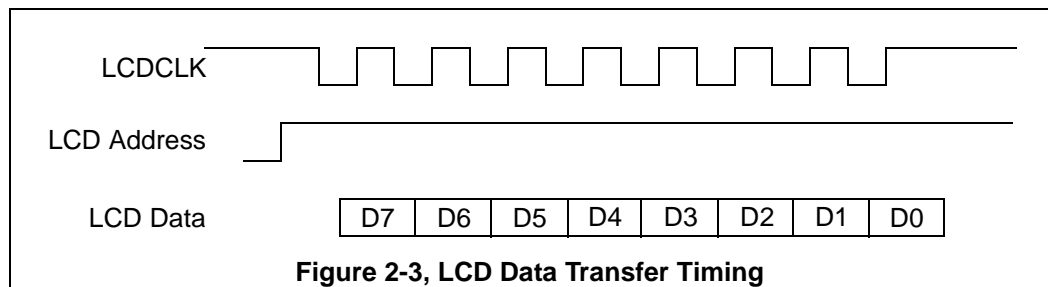 LCDCLK
LCD Address
LCD Data D7 D6 D5 D4 D3 D2 D1 D0
Figure 2-3, LCD Data Transfer Timing